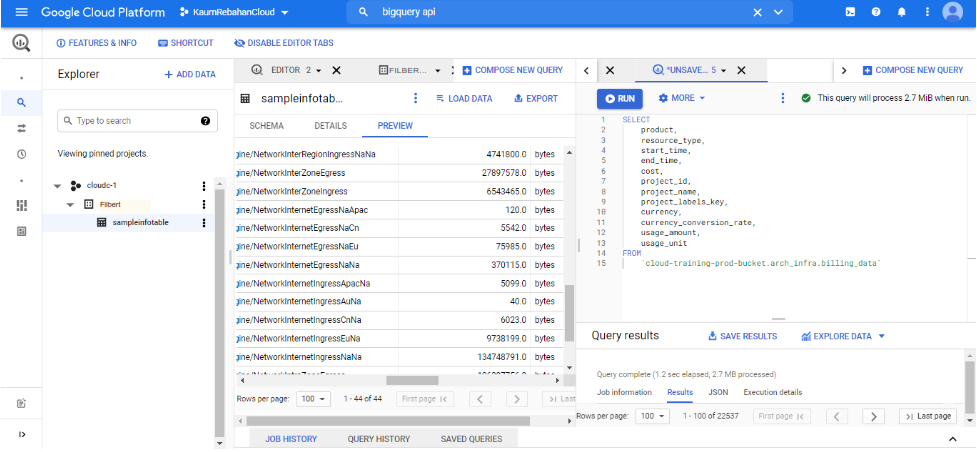 Google Cloud Platform KaumRebahanCloud bigquery api
FEATURES & INFO SHORTCUT DISABLE EDITOR TABS
Explorer + ADD DATA
Type to search
Viewing pinned projects.
cloudc-1
Filbert
sampleinfotable
EDITOR 2 FILBER... COMPOSE NEW QUERY
sampleinfotab... LOAD DATA EXPORT
SCHEMA DETAILS PREVIEW
gine/NetworkInterRegionIngressNaNa 4741800.0 bytes
gine/NetworkInterZoneEgress 27897578.0 bytes
gine/NetworkInterZoneIngress 6543465.0 bytes
gine/NetworkInternetEgressNaApac 120.0 bytes
gine/NetworkInternetEgressNaCn 5542.0 bytes
gine/NetworkInternetEgressNaEu 75985.0 bytes
gine/NetworkInternetEgressNaNa 370115.0 bytes
gine/NetworkInternetIngressApacNa 5099.0 bytes
gine/NetworkInternetIngressAuNa 40.0 bytes
gine/NetworkInternetIngressCnNa 6023.0 bytes
gine/NetworkInternetIngressEuNa 9738199.0 bytes
gine/NetworkInternetIngressNaNa 134748791.0 bytes
Rows per page: 100 1 - 44 of 44 First page Last
JOB HISTORY QUERY HISTORY SAVED QUERIES
*UNSAVE... 5 COMPOSE NEW QUERY
RUN MORE This query will process 2.7 MiB when run.
1 SELECT
2 product,
3 resource_type,
4 start_time,
5 end_time,
6 cost,
7 project_id,
8 project_name,
9 project_labels_key,
10 currency,
11 currency_conversion_rate,
12 usage_amount,
13 usage_unit
14 FROM
15 `cloud-training-prod-bucket.arch_infra.billing_data`
Query results SAVE RESULTS EXPLORE DATA
Query complete (1.2 sec elapsed, 2.7 MB processed)
Job information Results JSON Execution details
Rows per page: 100 1 - 100 of 22537 First page Last page